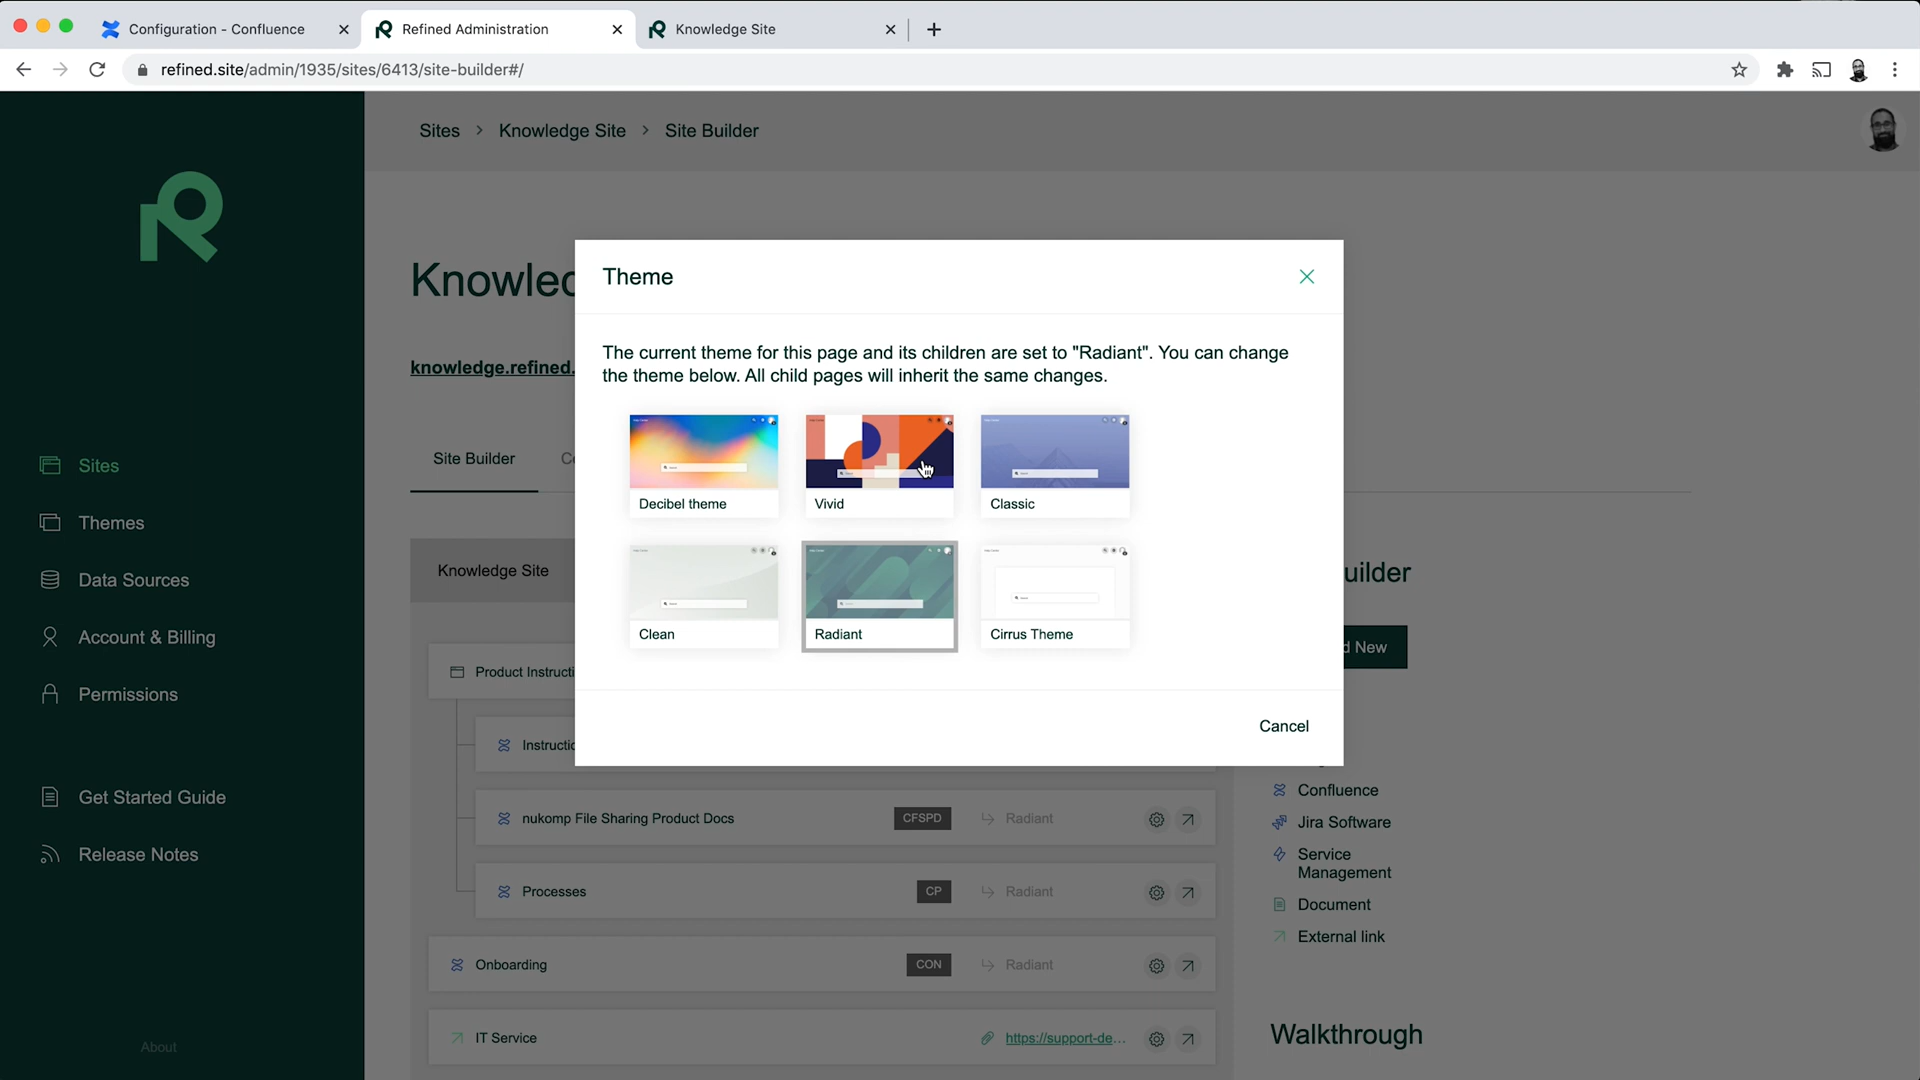 Configuration - Confluence
Refined Administration
Knowledge Site
refined.site/admin/1935/sites/6413/site-builder#/
Sites > Knowledge Site > Site Builder
Sites
Themes
Data Sources
Account & Billing
Permissions
Get Started Guide
Release Notes
About
Knowlec
knowledge.refined.
Site Builder
Knowledge Site
Product Instructi
Instructic
nukomp File Sharing Product Docs CFSPD Radiant
Processes CP Radiant
Onboarding CON Radiant
IT Service https://support-de...
Theme
The current theme for this page and its children are set to "Radiant". You can change
the theme below. All child pages will inherit the same changes.
Decibel theme
Vivid
Classic
Clean
Radiant
Cirrus Theme
Cancel
uilder
d New
Confluence
Jira Software
Service
Management
Document
External link
Walkthrough